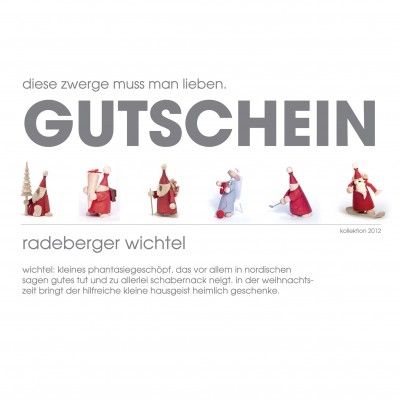 diese zwerge muss man lieben.
GUTSCHEIN
kollektion 2012
radeberger wichtel
wichtel: kleines phantasiegeschöpf, das vor allem in nordischen
sagen gutes tut und zu allerlei schabernack neigt. in der weihnachts-
zeit bringt der hilfreiche kleine hausgeist heimlich geschenke.